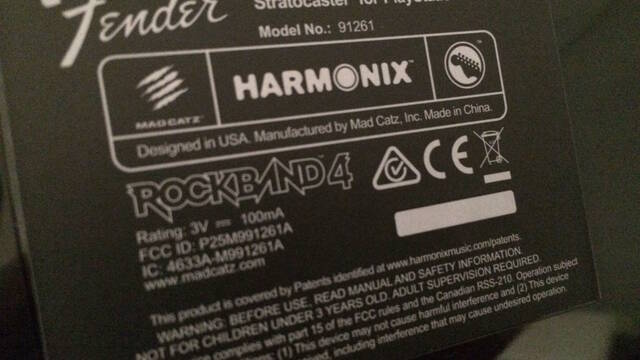 Fender
Stratocaster for
Model No.: 91261
HARMONIX
MAD CATZ
Designed in USA. Manufactured by Mad Catz, Inc. Made in China.
ROCKBAND 4
CE
Rating: 3V 100mA
FCC ID: P25M991261A
IC: 4633A-M991261A
www.madcatz.com
This product is covered by Patents identified at www.harmonixmusic.com/patents.
WARNING: BEFORE USE. READ MANUAL AND SAFETY INFORMATION.
NOT FOR CHILDREN UNDER 3 YEARS OLD. ADULT SUPERVISION REQUIRED.
complies with part 15 of the FCC rules and the Canadian RSS-210. Operation subject
(1) This device may not cause harmful interference and (2) This device
including interference that may cause undesired operation.